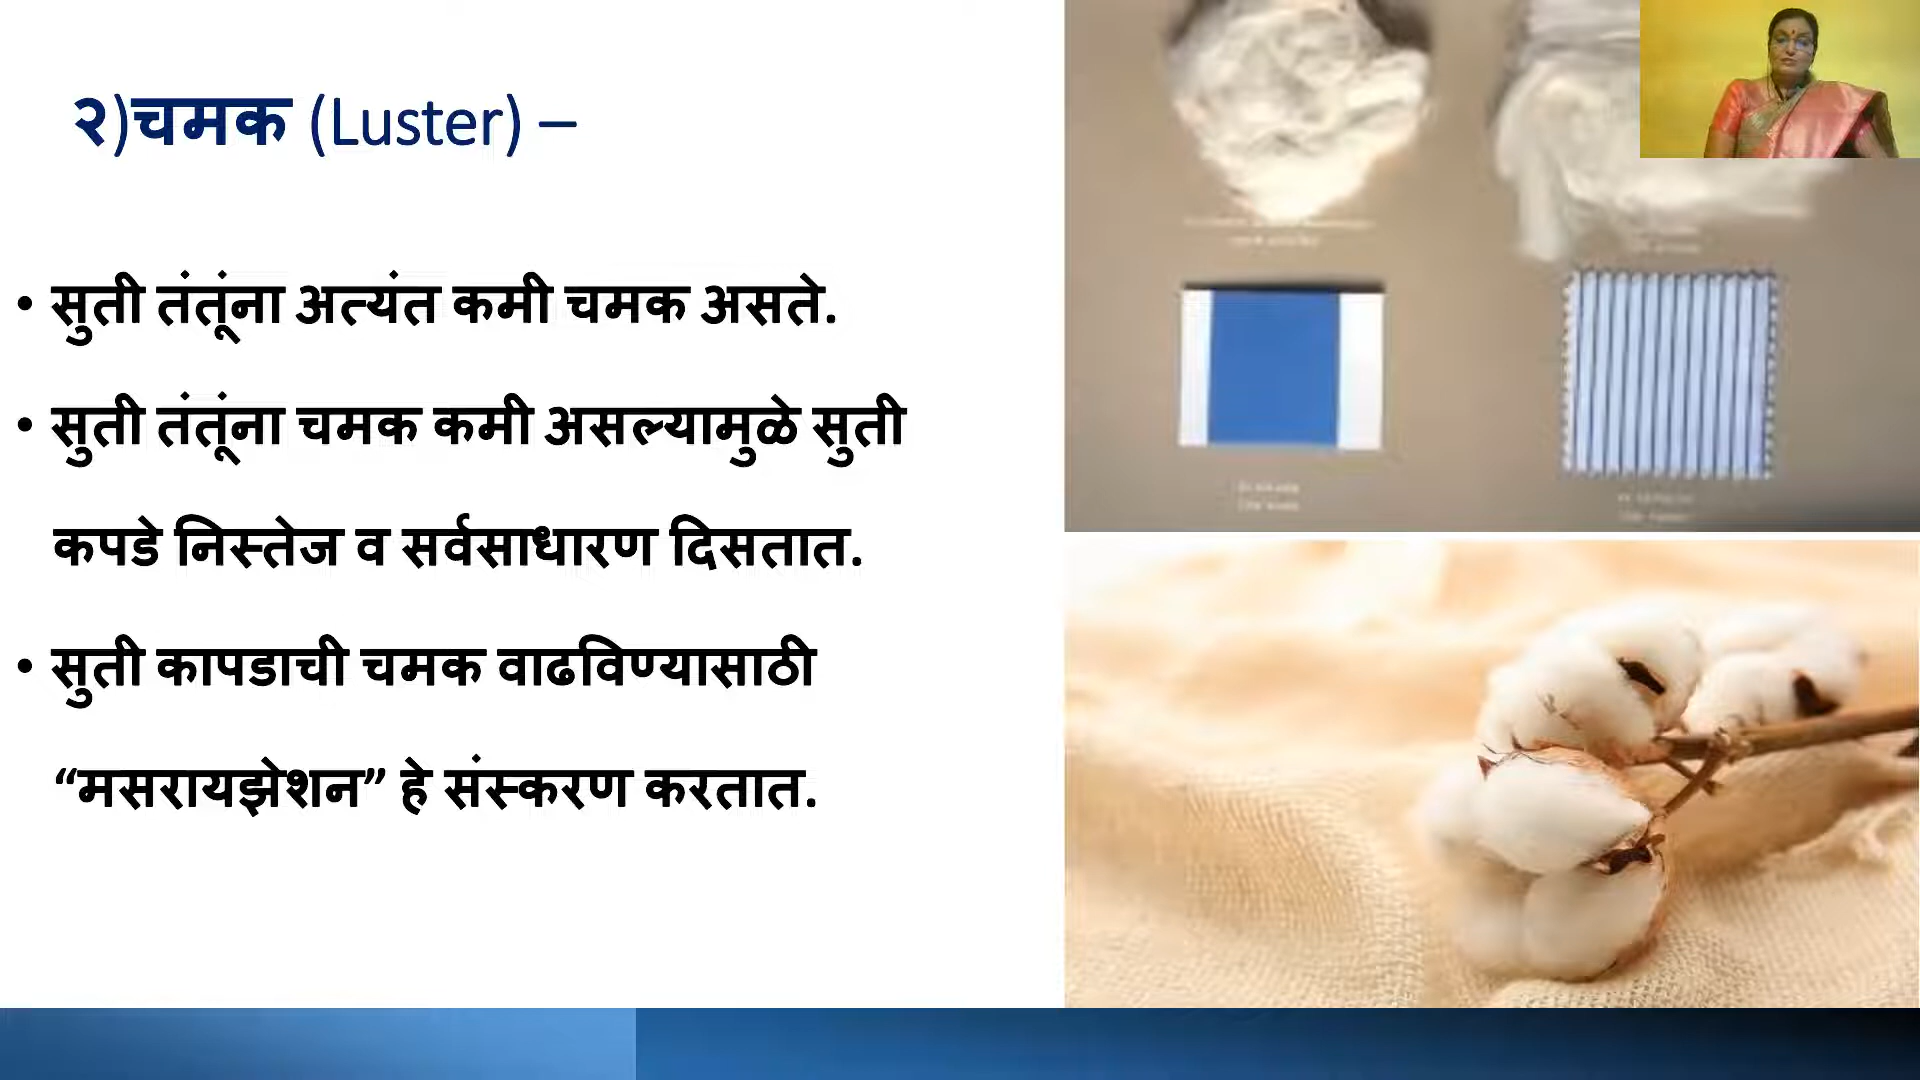 २)चमक (Luster) –
• सुती तंतूंना अत्यंत कमी चमक असते.
• सुती तंतूंना चमक कमी असल्यामुळे सुती
कपडे निस्तेज व सर्वसाधारण दिसतात.
• सुती कापडाची चमक वाढविण्यासाठी
“मसरायझेशन” हे संस्करण करतात.